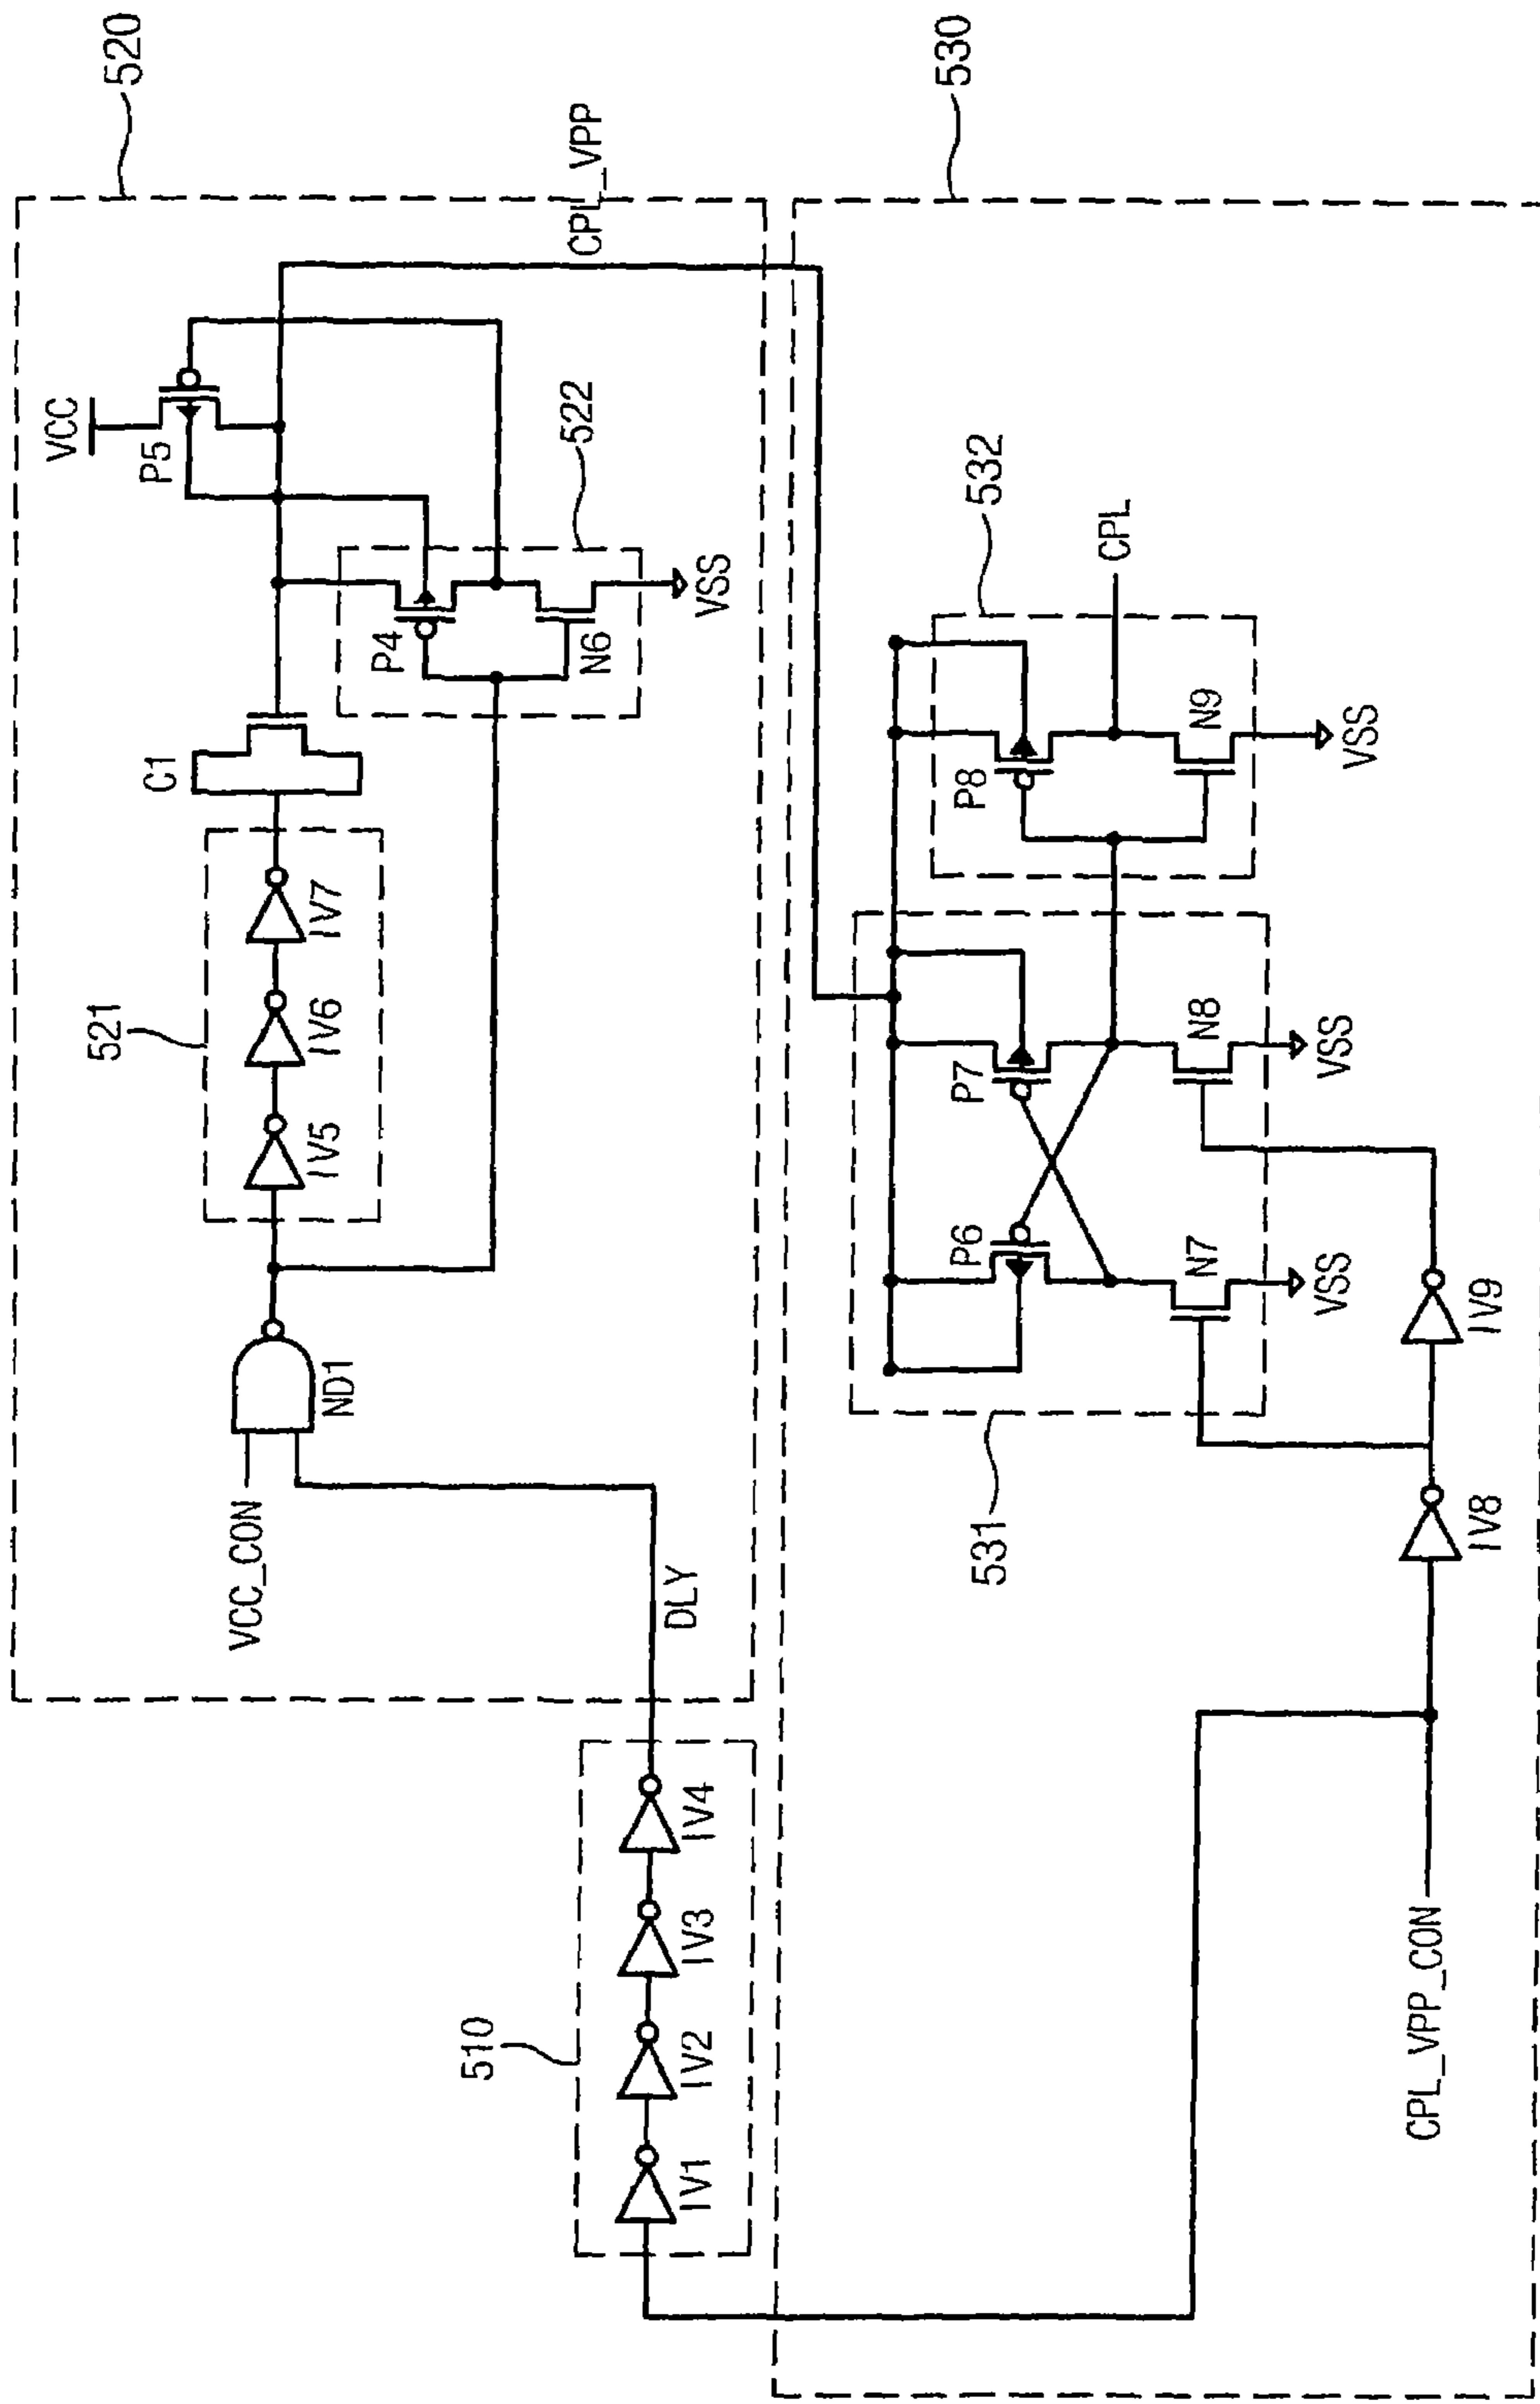 520
VCC
P5
CPL_VPP
522
P4
N6
VSS
C1
521
IV5
IV6
IV7
ND1
VCC_CON
DLY
510
IV1
IV2
IV3
IV4
530
532
CPL
P8
N9
VSS
P7
N8
VSS
P6
N7
VSS
531
IV8
IV9
CPL_VPP_CON